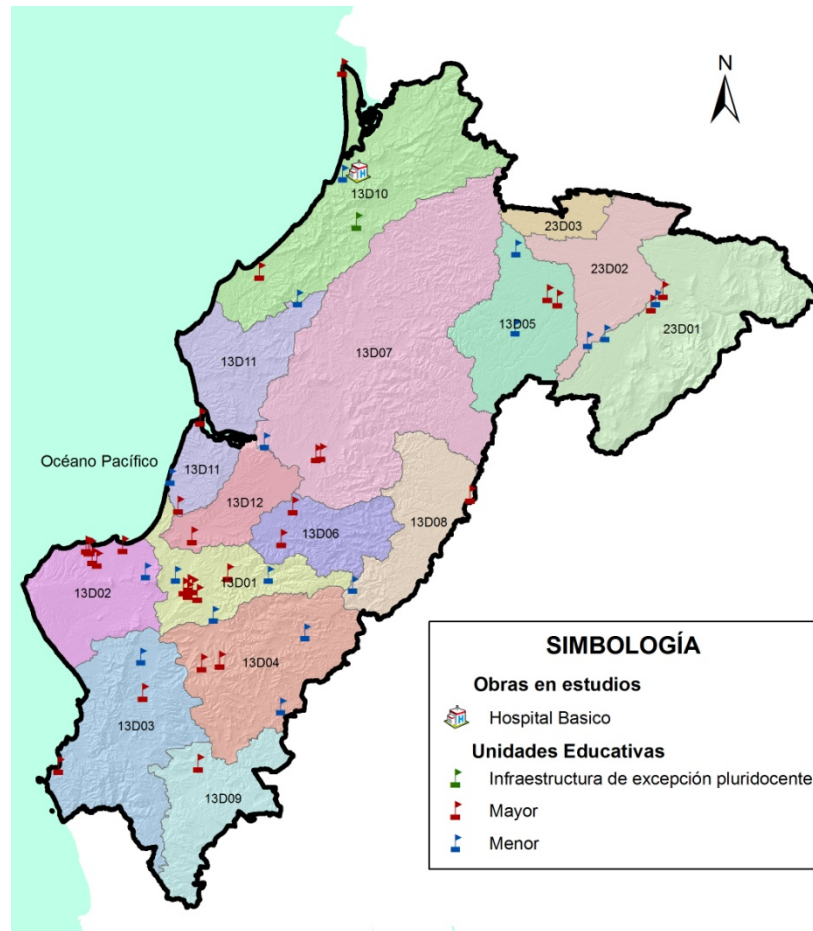 N
13D10
23D03
23D02
13D05
23D01
13D07
13D11
Océano Pacífico
13D11
13D12
13D08
13D06
13D01
13D02
13D04
13D03
13D09
SIMBOLOGÍA
Obras en estudios
H
Hospital Basico
Unidades Educativas
Infraestructura de excepción pluridocente
Mayor
Menor